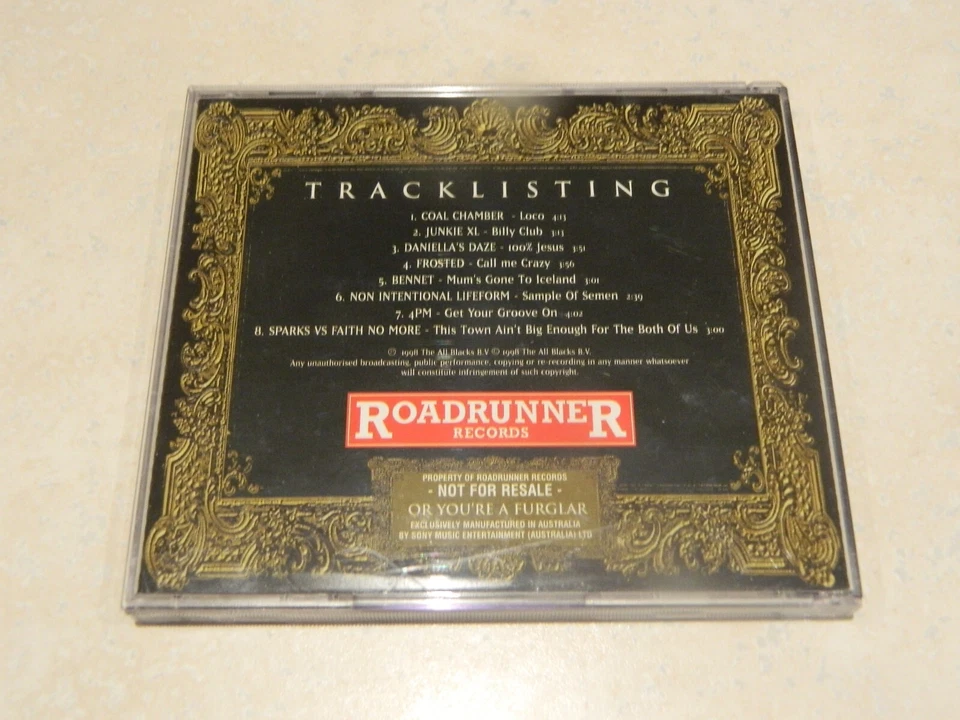 TRACKLISTING
1. COAL CHAMBER - Loco 4:13
2. JUNKIE XL - Billy Club 3:13
3. DANIELLA'S DAZE - 100% Jesus 3:51
4. FROSTED - Call me Crazy 3:56
5. BENNET - Mum's Gone To Iceland 3:01
6. NON INTENTIONAL LIFEFORM - Sample Of Semen 2:39
7. 4PM - Get Your Groove On 4:02
8. SPARKS VS FAITH NO MORE - This Town Ain't Big Enough For The Both Of Us 3:00
℗ 1998 The All Blacks B.V © 1998 The All Blacks B.V.
Any unauthorised broadcasting, public performance, copying or re-recording in any manner whatsoever
will constitute infringement of such copyright.
ROADRUNNER
RECORDS
PROPERTY OF ROADRUNNER RECORDS
- NOT FOR RESALE -
OR YOU'RE A FURGLAR
EXCLUSIVELY MANUFACTURED IN AUSTRALIA
BY SONY MUSIC ENTERTAINMENT (AUSTRALIA) LTD